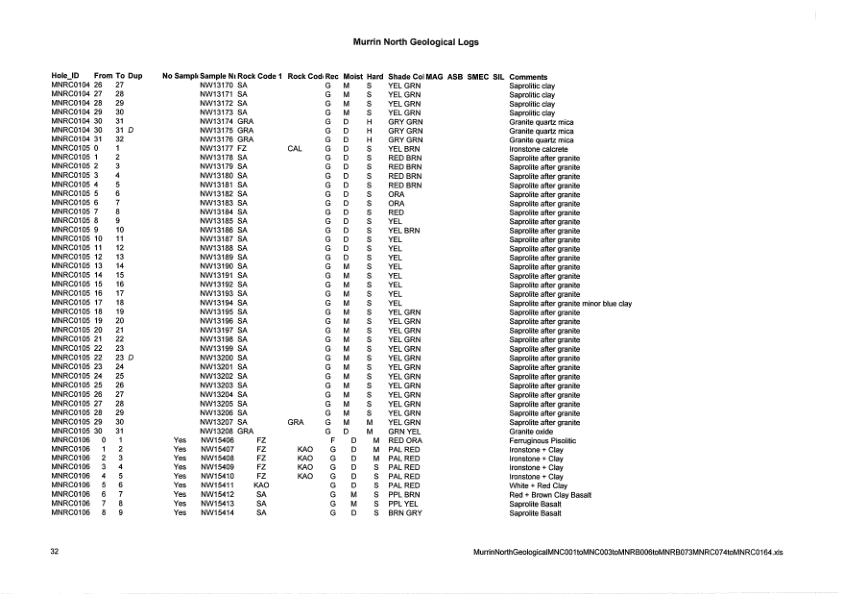 Murrin North Geological Logs
Hole_ID From To Dup No Sampl Sample N Rock Code 1 Rock Cod Rec Moist Hard Shade Col MAG ASB SMEC SIL Comments
MNRC0104 26 27 NW13170 SA G M S YEL GRN Saprolitic clay
MNRC0104 27 28 NW13171 SA G M S YEL GRN Saprolitic clay
MNRC0104 28 29 NW13172 SA G M S YEL GRN Saprolitic clay
MNRC0104 29 30 NW13173 SA G M S YEL GRN Saprolitic clay
MNRC0104 30 31 NW13174 GRA G D H GRY GRN Granite quartz mica
MNRC0104 30 31 D NW13175 GRA G D H GRY GRN Granite quartz mica
MNRC0104 31 32 NW13176 GRA G D H GRY GRN Granite quartz mica
MNRC0105 0 1 NW13177 FZ CAL G D S YEL BRN Ironstone calcrete
MNRC0105 1 2 NW13178 SA G D S RED BRN Saprolite after granite
MNRC0105 2 3 NW13179 SA G D S RED BRN Saprolite after granite
MNRC0105 3 4 NW13180 SA G D S RED BRN Saprolite after granite
MNRC0105 4 5 NW13181 SA G D S RED BRN Saprolite after granite
MNRC0105 5 6 NW13182 SA G D S ORA Saprolite after granite
MNRC0105 6 7 NW13183 SA G D S ORA Saprolite after granite
MNRC0105 7 8 NW13184 SA G D S RED Saprolite after granite
MNRC0105 8 9 NW13185 SA G D S YEL Saprolite after granite
MNRC0105 9 10 NW13186 SA G D S YEL BRN Saprolite after granite
MNRC0105 10 11 NW13187 SA G D S YEL Saprolite after granite
MNRC0105 11 12 NW13188 SA G D S YEL Saprolite after granite
MNRC0105 12 13 NW13189 SA G D S YEL Saprolite after granite
MNRC0105 13 14 NW13190 SA G M S YEL Saprolite after granite
MNRC0105 14 15 NW13191 SA G M S YEL Saprolite after granite
MNRC0105 15 16 NW13192 SA G M S YEL Saprolite after granite
MNRC0105 16 17 NW13193 SA G M S YEL Saprolite after granite
MNRC0105 17 18 NW13194 SA G M S YEL Saprolite after granite minor blue clay
MNRC0105 18 19 NW13195 SA G M S YEL GRN Saprolite after granite
MNRC0105 19 20 NW13196 SA G M S YEL GRN Saprolite after granite
MNRC0105 20 21 NW13197 SA G M S YEL GRN Saprolite after granite
MNRC0105 21 22 NW13198 SA G M S YEL GRN Saprolite after granite
MNRC0105 22 23 NW13199 SA G M S YEL GRN Saprolite after granite
MNRC0105 22 23 D NW13200 SA G M S YEL GRN Saprolite after granite
MNRC0105 23 24 NW13201 SA G M S YEL GRN Saprolite after granite
MNRC0105 24 25 NW13202 SA G M S YEL GRN Saprolite after granite
MNRC0105 25 26 NW13203 SA G M S YEL GRN Saprolite after granite
MNRC0105 26 27 NW13204 SA G M S YEL GRN Saprolite after granite
MNRC0105 27 28 NW13205 SA G M S YEL GRN Saprolite after granite
MNRC0105 28 29 NW13206 SA G M S YEL GRN Saprolite after granite
MNRC0105 29 30 NW13207 SA GRA G M M YEL GRN Saprolite after granite
MNRC0105 30 31 NW13208 GRA G D M GRN YEL Granite oxide
MNRC0106 0 1 Yes NW15406 FZ F D M RED ORA Ferruginous Pisolitic
MNRC0106 1 2 Yes NW15407 FZ KAO G D M PAL RED Ironstone + Clay
MNRC0106 2 3 Yes NW15408 FZ KAO G D M PAL RED Ironstone + Clay
MNRC0106 3 4 Yes NW15409 FZ KAO G D S PAL RED Ironstone + Clay
MNRC0106 4 5 Yes NW15410 FZ KAO G D S PAL RED Ironstone + Clay
MNRC0106 5 6 Yes NW15411 KAO G D S PAL RED White + Red Clay
MNRC0106 6 7 Yes NW15412 SA G M S PPL BRN Red + Brown Clay Basalt
MNRC0106 7 8 Yes NW15413 SA G M S PPL YEL Saprolite Basalt
MNRC0106 8 9 Yes NW15414 SA G D S BRN GRY Saprolite Basalt
32 MurrinNorthGeologicalMNC001toMNC003toMNRB006toMNRB073MNRC074toMNRC0164.xls